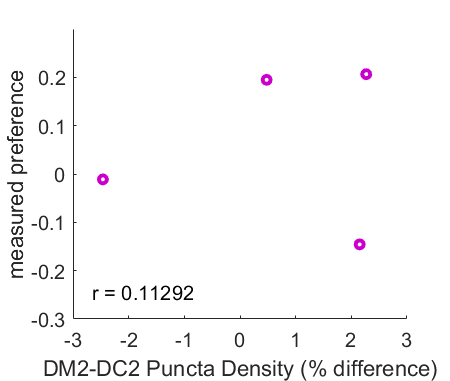 measured preference
0.2
0.1
0
-0.1
-0.2
-0.3
r = 0.11292
-3 -2 -1 0 1 2 3
DM2-DC2 Puncta Density (% difference)